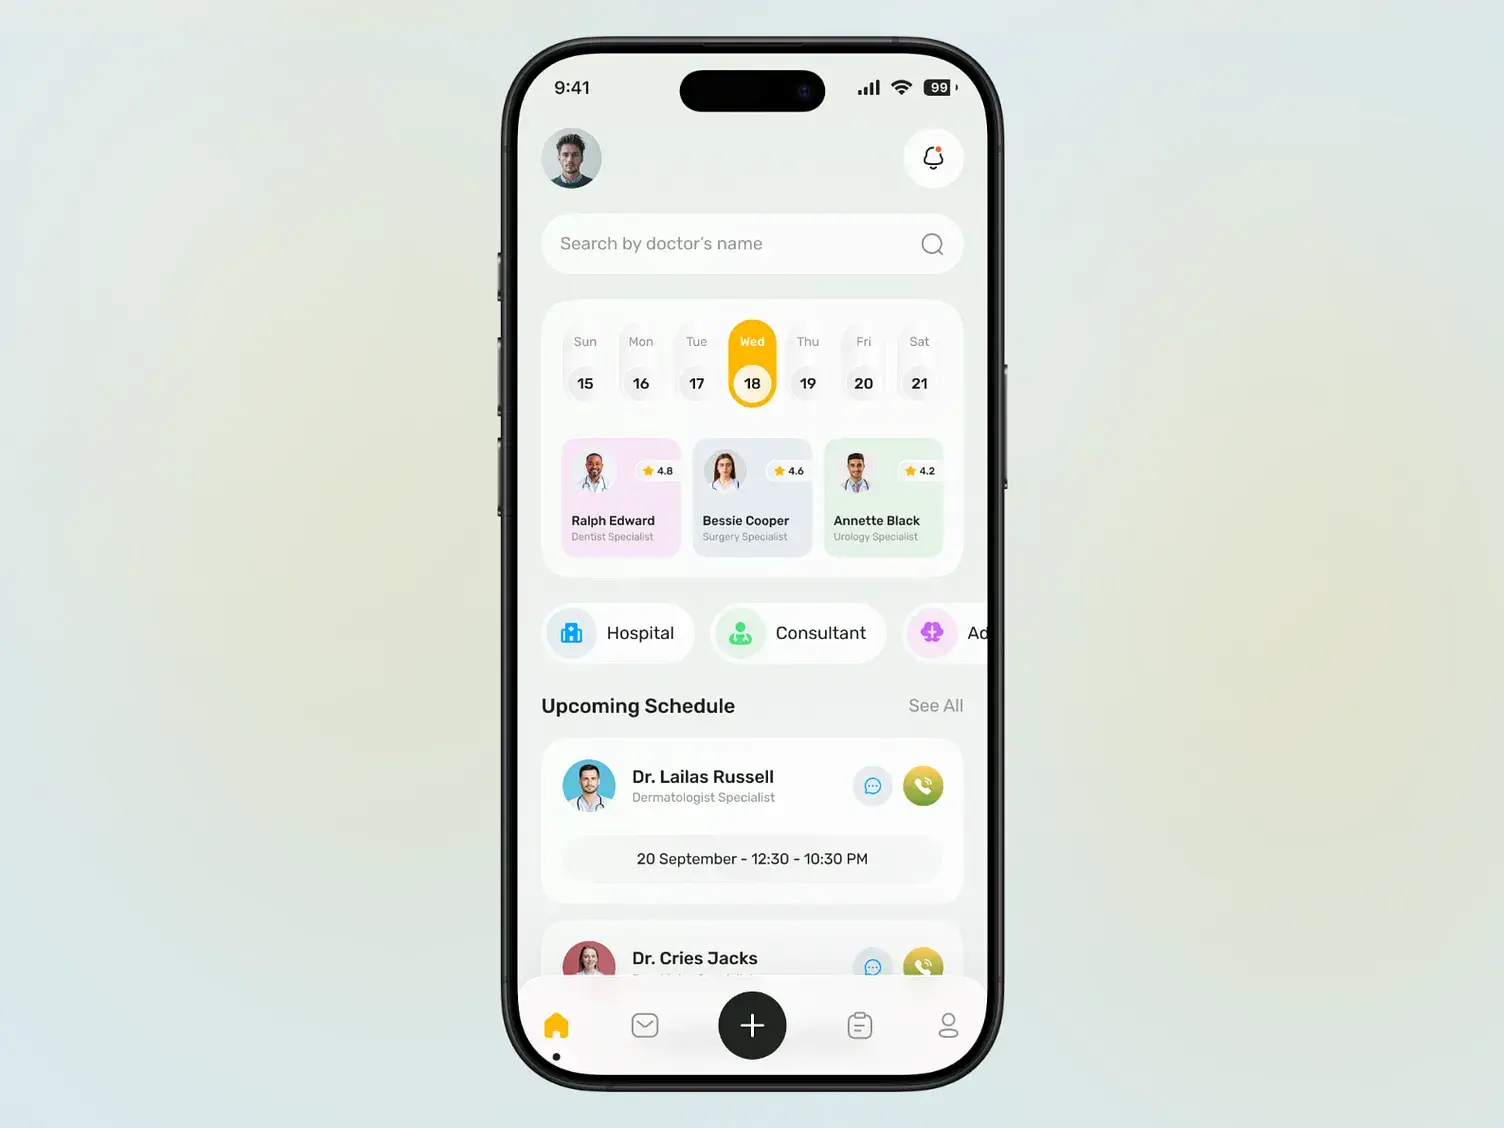 9:41
99
Search by doctor's name
Sun Mon Tue Wed Thu Fri Sat
15 16 17 18 19 20 21
4.8 4.6 4.2
Ralph Edward Bessie Cooper Annette Black
Dentist Specialist Surgery Specialist Urology Specialist
Hospital Consultant Ad
Upcoming Schedule See All
Dr. Lailas Russell
Dermatologist Specialist
20 September - 12:30 - 10:30 PM
Dr. Cries Jacks